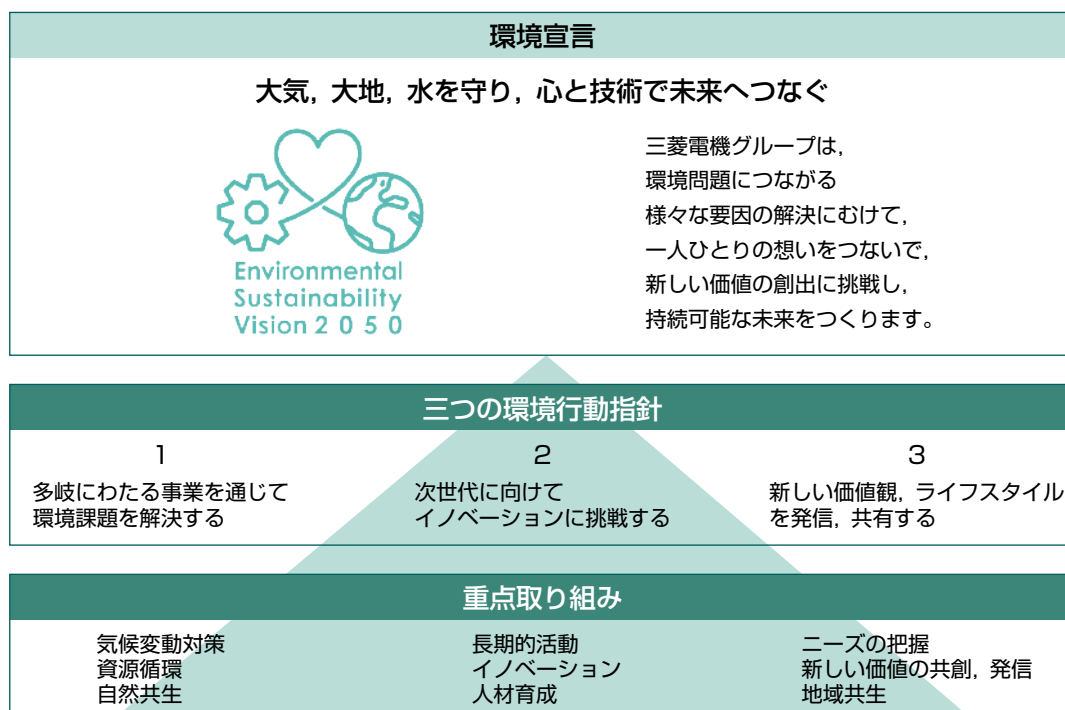 環境宣言
大気, 大地, 水を守り, 心と技術で未来へつなぐ
Environmental
Sustainability
Vision 2 0 5 0
三菱電機グループは,
環境問題につながる
様々な要因の解決にむけて,
一人ひとりの想いをつないで,
新しい価値の創出に挑戦し,
持続可能な未来をつくります。
三つの環境行動指針
1
多岐にわたる事業を通じて
環境課題を解決する
2
次世代に向けて
イノベーションに挑戦する
3
新しい価値観, ライフスタイル
を発信, 共有する
重点取り組み
気候変動対策
資源循環
自然共生
長期的活動
イノベーション
人材育成
ニーズの把握
新しい価値の共創, 発信
地域共生